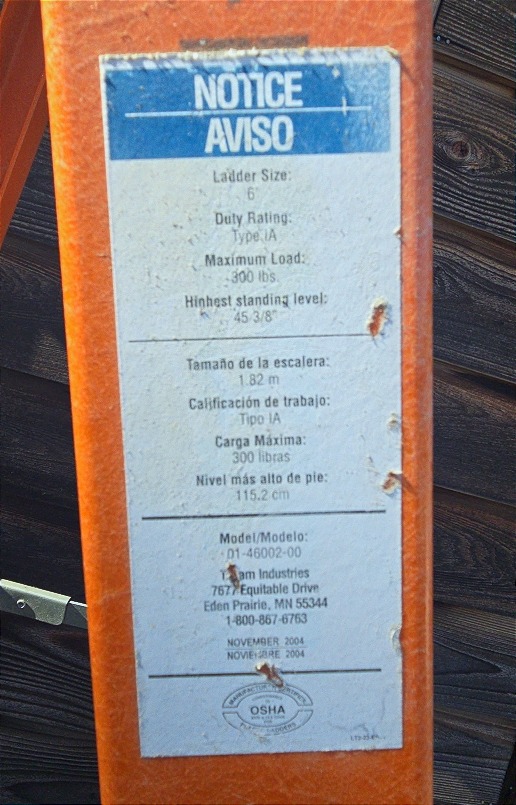 NOTICE
AVISO
Ladder Size:
6'
Duty Rating:
Type IA
Maximum Load:
300 lbs.
Highest standing level:
45 3/8"
Tamaño de la escalera:
1.82 m
Calificación de trabajo:
Tipo IA
Carga Máxima:
300 libras
Nivel más alto de pie:
115.2 cm
Model/Modelo:
01-46002-00
Industries
7677 Equitable Drive
Eden Prairie, MN 55344
1-800-867-6763
NOVEMBER 2004
NOVIEMBRE 2004
OSHA